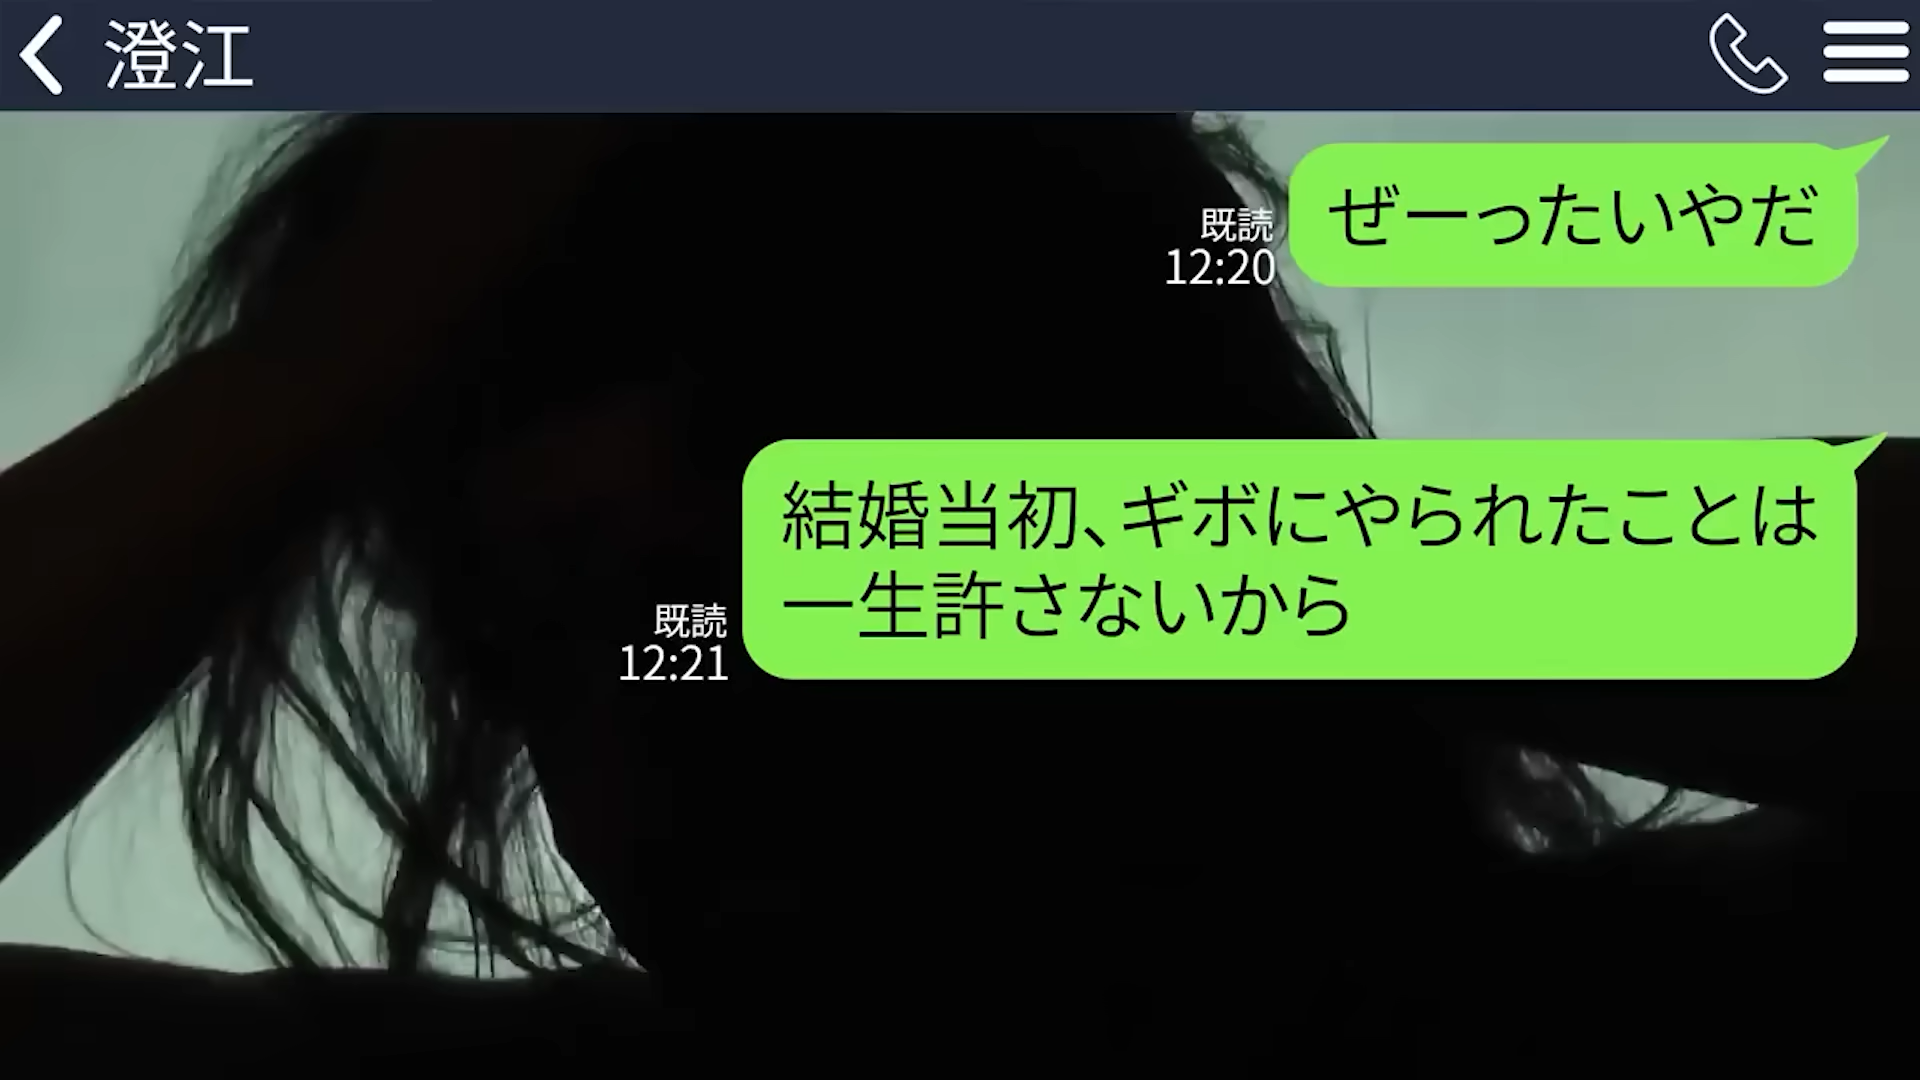 澄江
ぜーったいやだ
既読
12:20
結婚当初、ギボにやられたことは
一生許さないから
既読
12:21